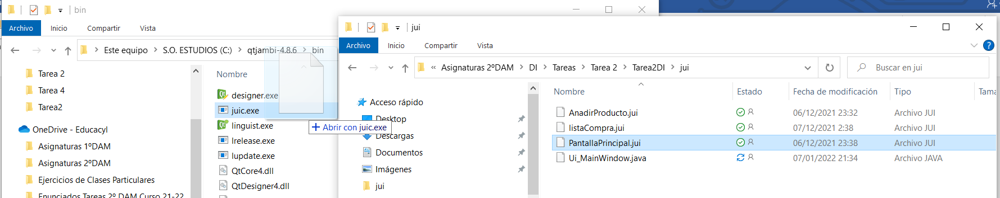 bin
Archivo Inicio Compartir Vista
Este equipo > S.O. ESTUDIOS (C:) > qtjambi-4.8.6 > bin
Tarea 2
Tarea 4
Tarea2
OneDrive - Educacyl
Asignaturas 1ºDAM
Asignaturas 2ºDAM
Ejercicios de Clases Particulares
Enunciados Tareas 2º DAM Curso 21-22
Nombre
designer.exe
juic.exe
linguist.exe
lrelease.exe
lupdate.exe
QtCore4.dll
QtDesigner4.dll
+ Abrir con juic.exe
jui
Archivo Inicio Compartir Vista
« Asignaturas 2ºDAM > DI > Tareas > Tarea 2 > Tarea2DI > jui
Buscar en jui
Acceso rápido
Desktop
Descargas
Documentos
Imágenes
jui
Nombre Estado Fecha de modificación Tipo Tama
AnadirProducto.jui 06/12/2021 23:32 Archivo JUI
listaCompra.jui 07/12/2021 2:38 Archivo JUI
PantallaPrincipal.jui 06/12/2021 23:38 Archivo JUI
Ui_MainWindow.java 07/01/2022 21:34 Archivo JAVA